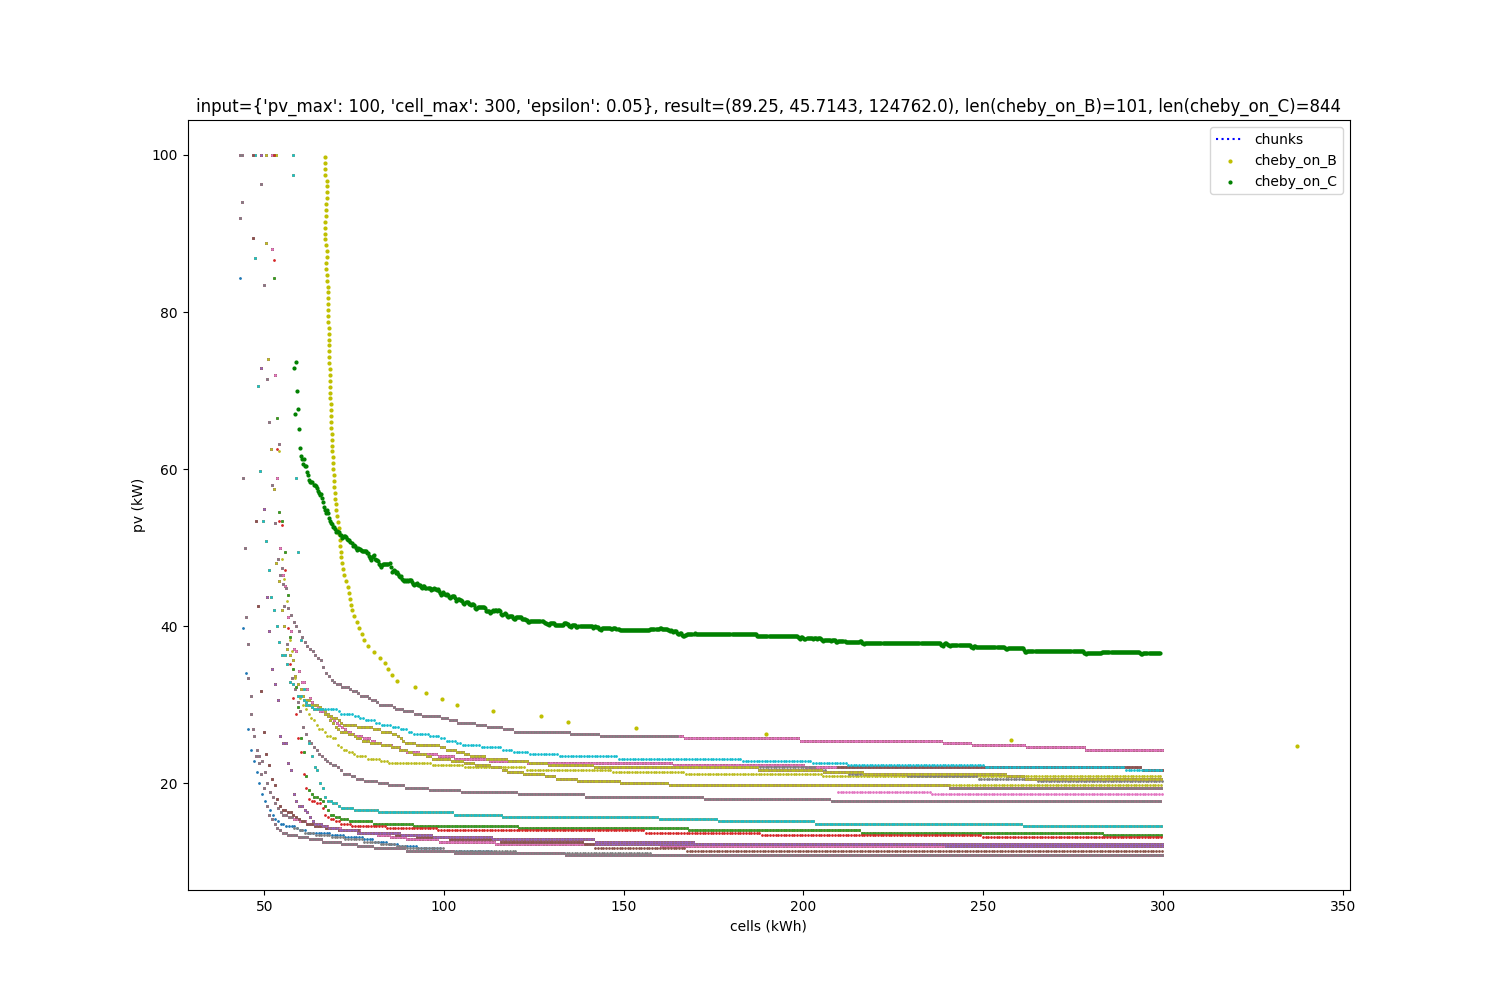 input={'pv_max': 100, 'cell_max': 300, 'epsilon': 0.05}, result=(89.25, 45.7143, 124762.0), len(cheby_on_B)=101, len(cheby_on_C)=844
chunks
cheby_on_B
cheby_on_C
100
80
60
40
20
pv (kW)
50 100 150 200 250 300 350
cells (kWh)